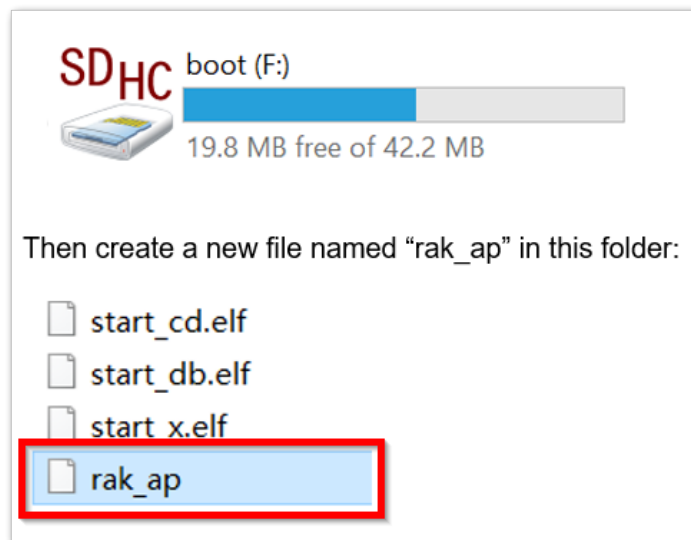 SDHC
boot (F:)
19.8 MB free of 42.2 MB
Then create a new file named “rak_ap” in this folder:
start_cd.elf
start_db.elf
start_x.elf
rak_ap